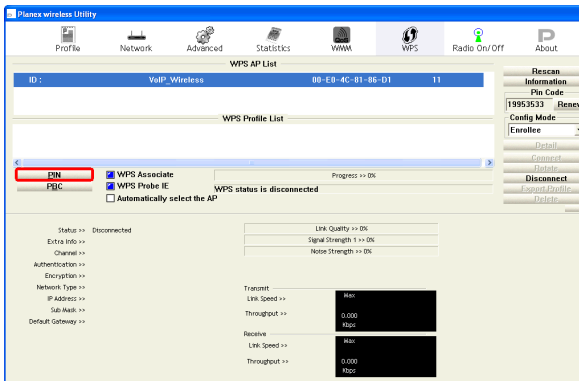 Planex wireless Utility
Profile Network Advanced Statistics WMM WPS Radio On/Off About
WPS AP List
ID : VoIP_Wireless 00-E0-4C-81-86-D1 11
Rescan
Information
Pin Code
19953533 Renew
WPS Profile List
Config Mode
Enrollee
Detail
Connect
Rotate
Disconnect
Export Profile
Delete
PIN WPS Associate Progress >> 0%
PBC WPS Probe IE WPS status is disconnected
Automatically select the AP
Status >> Disconnected
Extra Info >>
Channel >>
Authentication >>
Encryption >>
Network Type >>
IP Address >>
Sub Mask >>
Default Gateway >>
Link Quality >> 0%
Signal Strength 1 >> 0%
Noise Strength >> 0%
Transmit
Link Speed >> Max
Throughput >> 0.000
Kbps
Receive
Link Speed >> Max
Throughput >> 0.000
Kbps